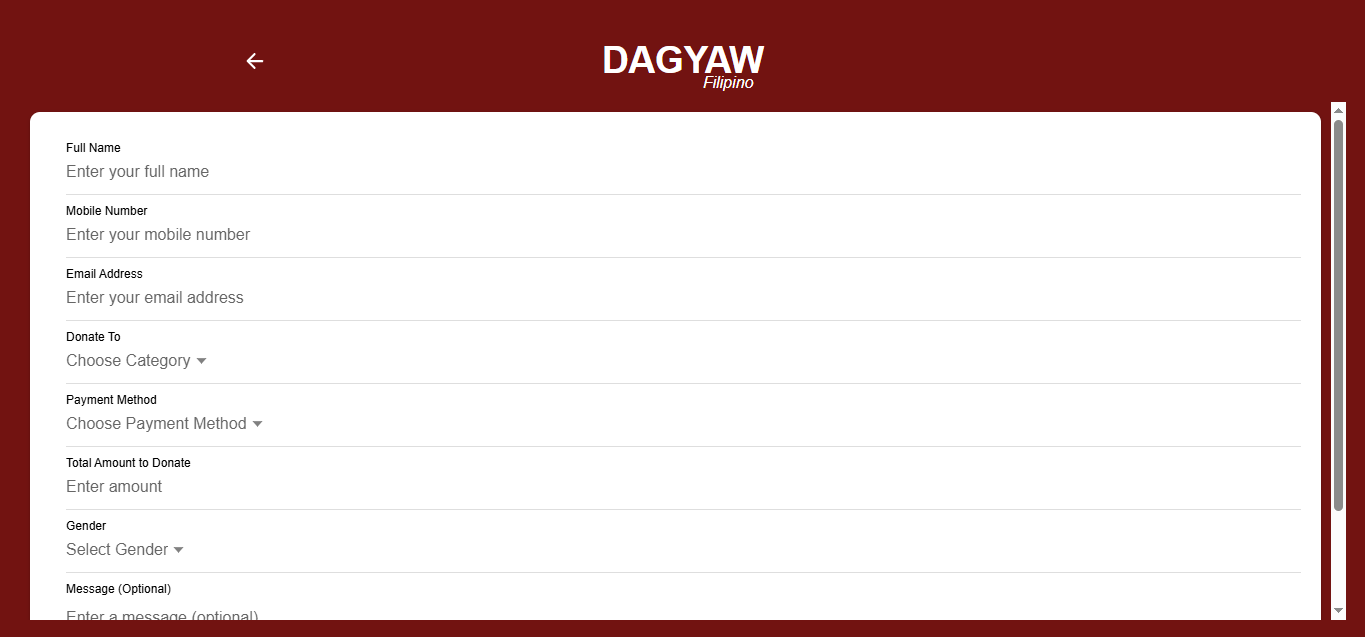 DAGYAW
Filipino
Full Name
Enter your full name
Mobile Number
Enter your mobile number
Email Address
Enter your email address
Donate To
Choose Category
Payment Method
Choose Payment Method
Total Amount to Donate
Enter amount
Gender
Select Gender
Message (Optional)
Enter a message (optional)